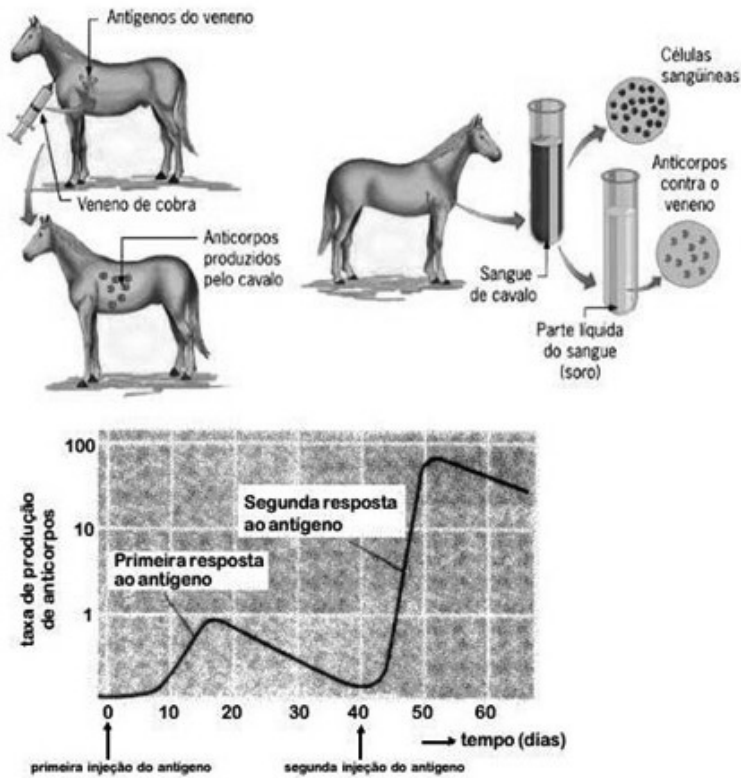 Antígenos do veneno
Veneno de cobra
Anticorpos
produzidos
pelo cavalo
Células
sangüíneas
Anticorpos
contra o
veneno
Sangue
de cavalo
Parte líquida
do sangue
(soro)
taxa de produção
de anticorpos
100
10
1
Primeira resposta
ao antígeno
Segunda resposta
ao antígeno
0 10 20 30 40 50 60
tempo (días)
primeira injeção do antígeno
segunda injeção do antígeno